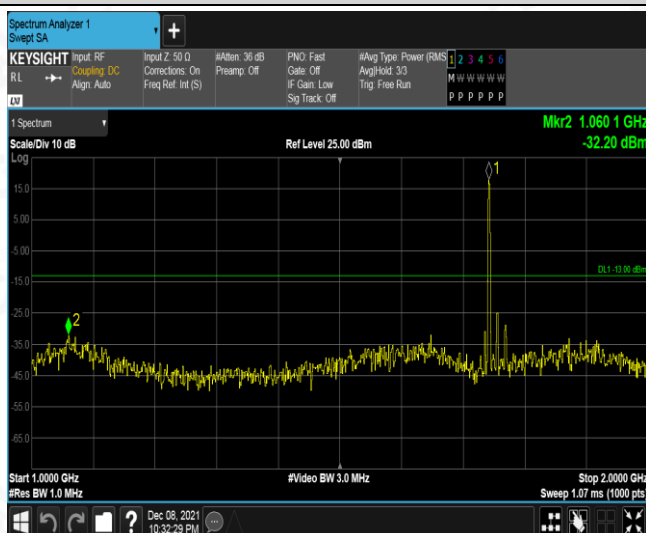 Spectrum Analyzer 1
Swept SA
+
KEYSIGHT
RL
LXI
Input: RF
Coupling: DC
Align: Auto
Input Z: 50 Ω
Corrections: On
Freq Ref: Int (S)
#Atten: 36 dB
Preamp: Off
PNO: Fast
Gate: Off
IF Gain: Low
Sig Track: Off
#Avg Type: Power (RMS
Avg|Hold: 3/3
Trig: Free Run
1 2 3 4 5 6
M W W W W W
P P P P P P
1 Spectrum
Mkr2 1.060 1 GHz
-32.20 dBm
Scale/Div 10 dB
Ref Level 25.00 dBm
Log
15.0
5.00
-5.00
-15.0
-25.0
-35.0
-45.0
-55.0
-65.0
1
2
DL1 -13.00 dBm
Start 1.0000 GHz
#Video BW 3.0 MHz
Stop 2.0000 GHz
#Res BW 1.0 MHz
Sweep 1.07 ms (1000 pts)
?
Dec 08, 2021
10:32:29 PM